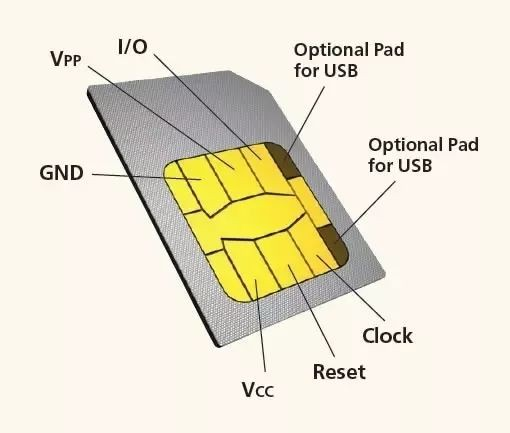 I/O
VPP
Optional Pad
for USB
GND
Optional Pad
for USB
Clock
Reset
VCC